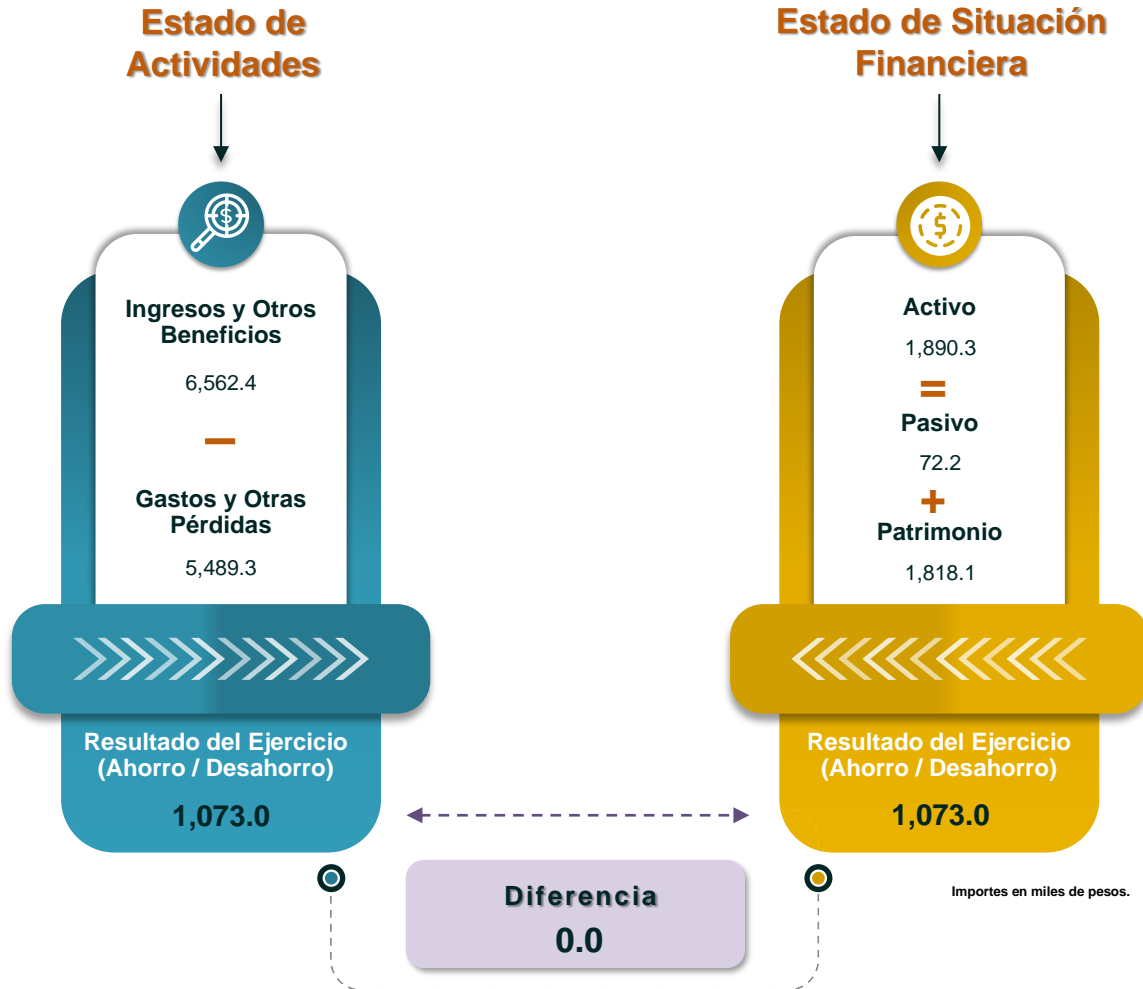 Estado de
Actividades
Ingresos y Otros
Beneficios
6,562.4
–
Gastos y Otras
Pérdidas
5,489.3
Resultado del Ejercicio
(Ahorro / Desahorro)
1,073.0
Estado de Situación
Financiera
Activo
1,890.3
=
Pasivo
72.2
+
Patrimonio
1,818.1
Resultado del Ejercicio
(Ahorro / Desahorro)
1,073.0
Diferencia
0.0
Importes en miles de pesos.